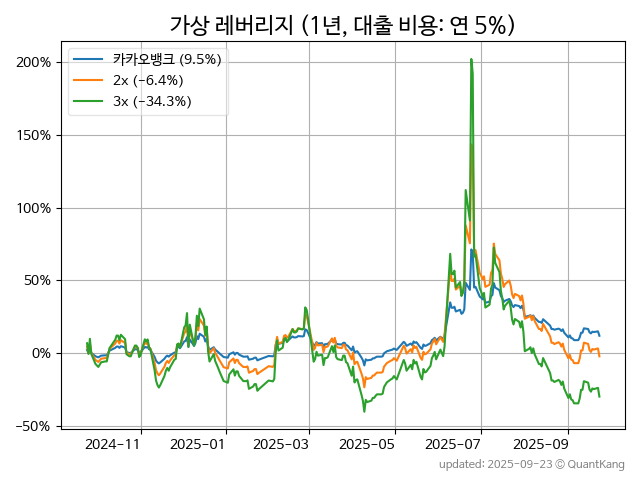 가상 레버리지 (1년, 대출 비용: 연 5%)
200%
150%
100%
50%
0%
−50%
카카오뱅크 (9.5%)
2x (−6.4%)
3x (−34.3%)
2024-11 2025-01 2025-03 2025-05 2025-07 2025-09
updated: 2025-09-23 © QuantKang